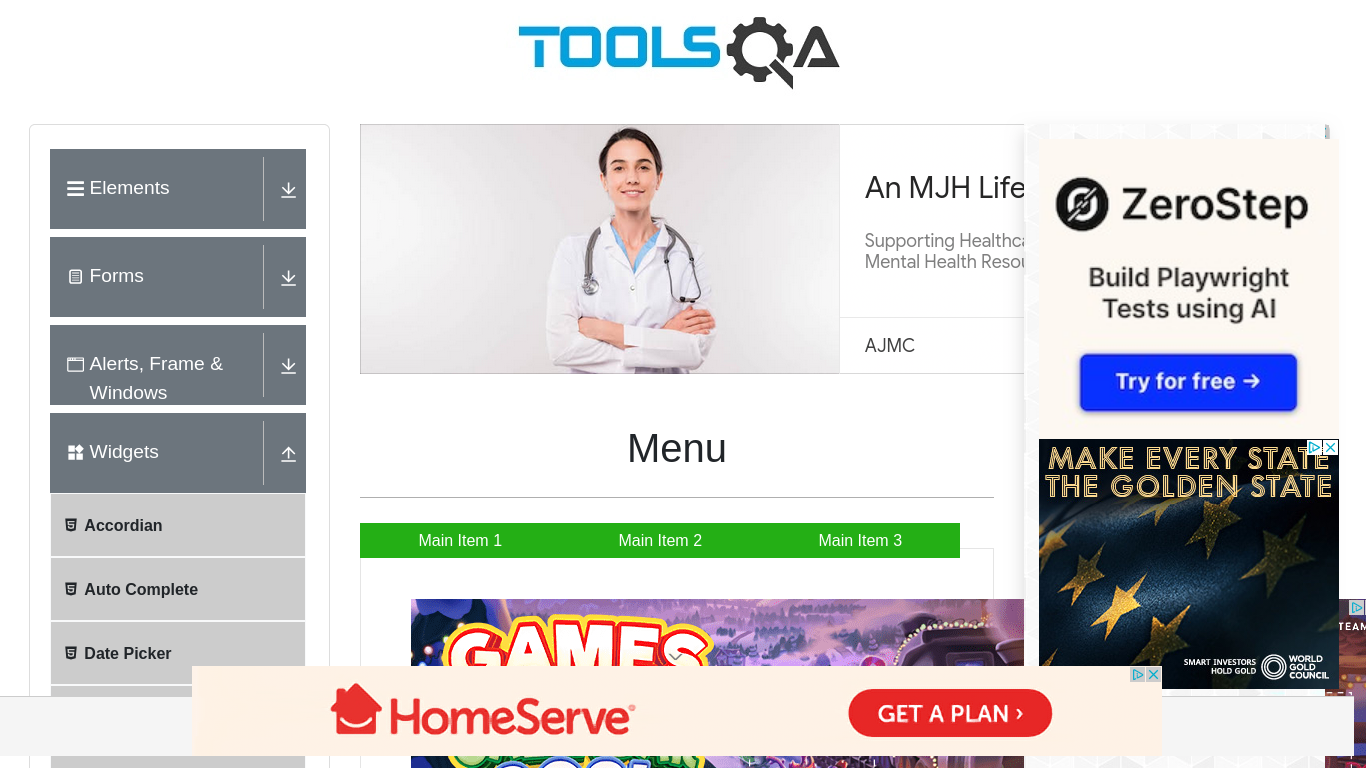 TOOLSQA
Elements
Forms
Alerts, Frame &
Windows
Widgets
Accordian
Auto Complete
Date Picker
An MJH Life
Supporting Healthca
Mental Health Resou
AJMC
Menu
Main Item 1
Main Item 2
Main Item 3
GAMES
ZeroStep
Build Playwright
Tests using AI
Try for free →
MAKE EVERY STATE
THE GOLDEN STATE
SMART INVESTORS
HOLD GOLD
WORLD
GOLD
COUNCIL
TEAM
HomeServe
GET A PLAN ›